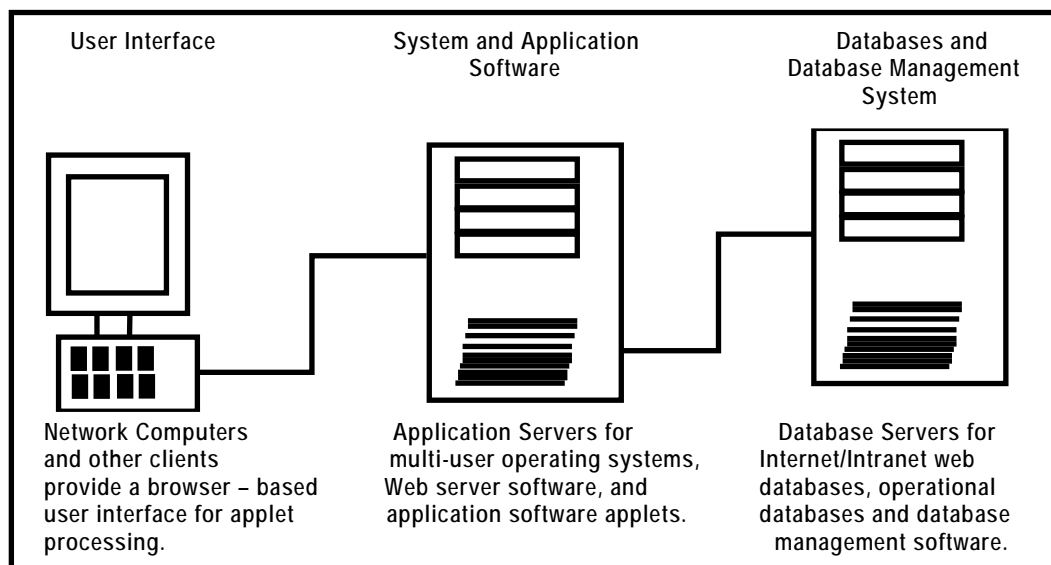 User Interface
System and Application
Software
Databases and
Database Management
System
Network Computers
and other clients
provide a browser – based
user interface for applet
processing.
Application Servers for
multi-user operating systems,
Web server software, and
application software applets.
Database Servers for
Internet/Intranet web
databases, operational
databases and database
management software.